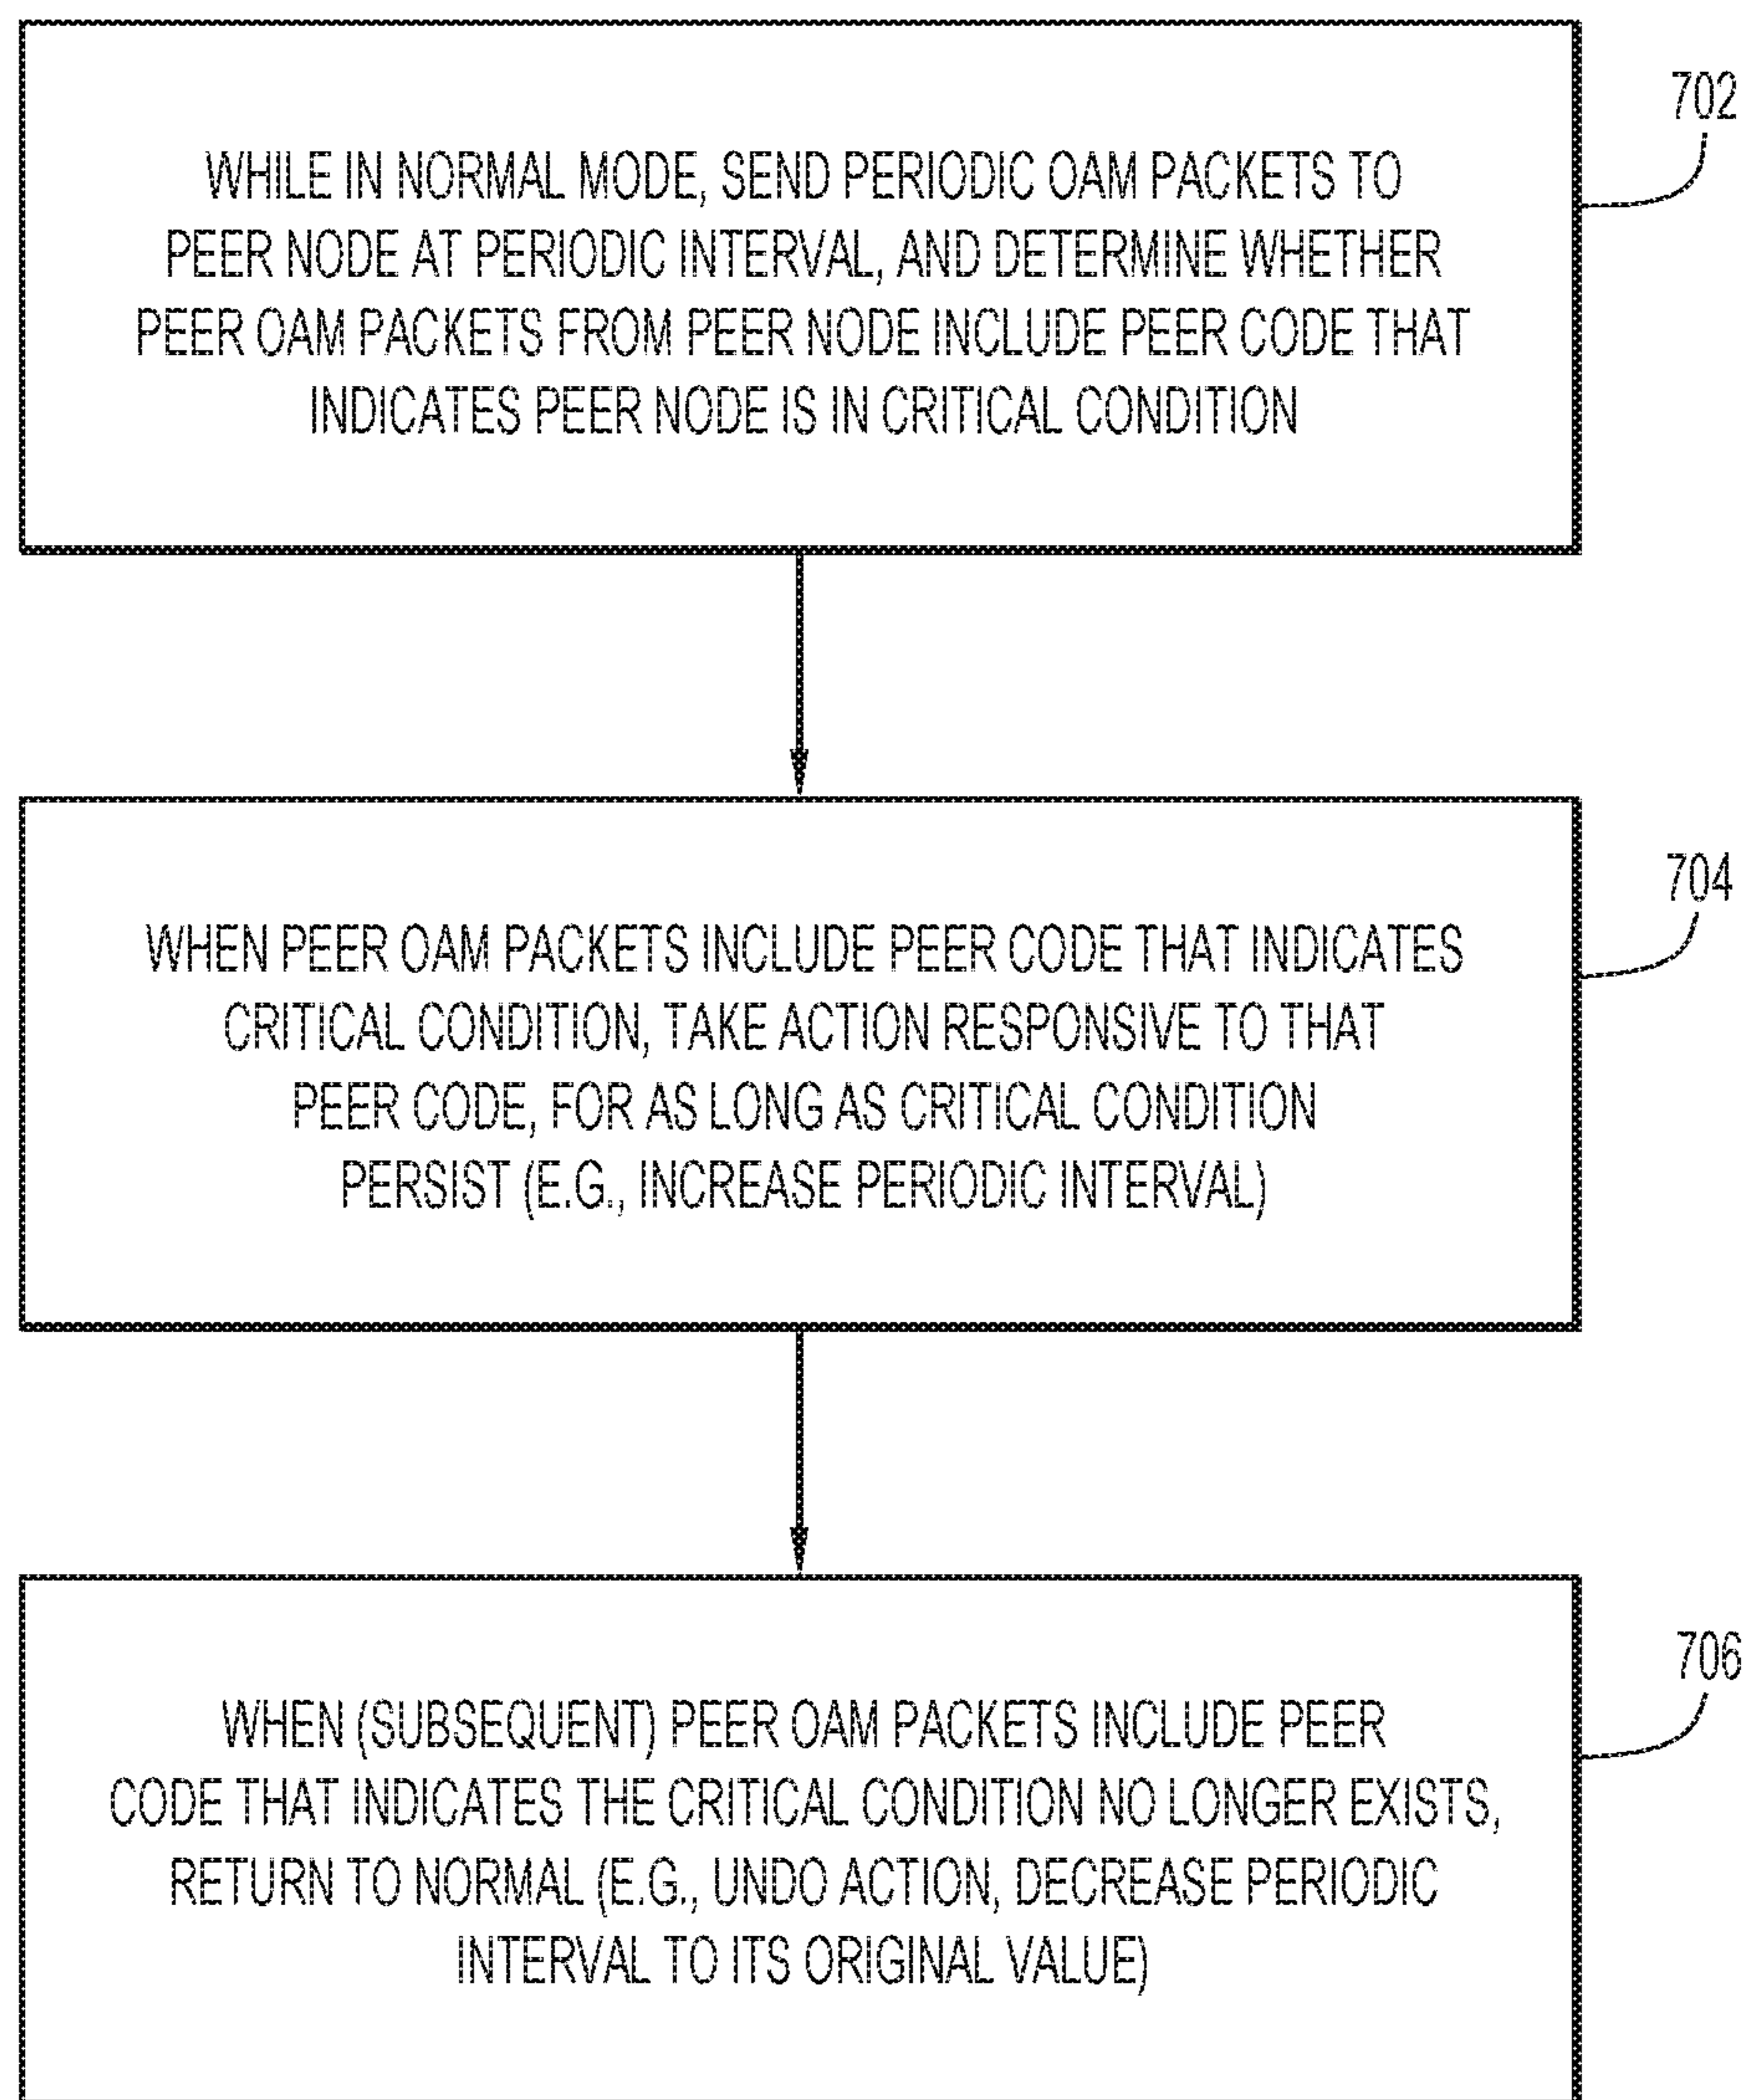 702
WHILE IN NORMAL MODE, SEND PERIODIC OAM PACKETS TO
PEER NODE AT PERIODIC INTERVAL, AND DETERMINE WHETHER
PEER OAM PACKETS FROM PEER NODE INCLUDE PEER CODE THAT
INDICATES PEER NODE IS IN CRITICAL CONDITION
704
WHEN PEER OAM PACKETS INCLUDE PEER CODE THAT INDICATES
CRITICAL CONDITION, TAKE ACTION RESPONSIVE TO THAT
PEER CODE, FOR AS LONG AS CRITICAL CONDITION
PERSIST (E.G., INCREASE PERIODIC INTERVAL)
706
WHEN (SUBSEQUENT) PEER OAM PACKETS INCLUDE PEER
CODE THAT INDICATES THE CRITICAL CONDITION NO LONGER EXISTS,
RETURN TO NORMAL (E.G., UNDO ACTION, DECREASE PERIODIC
INTERVAL TO ITS ORIGINAL VALUE)